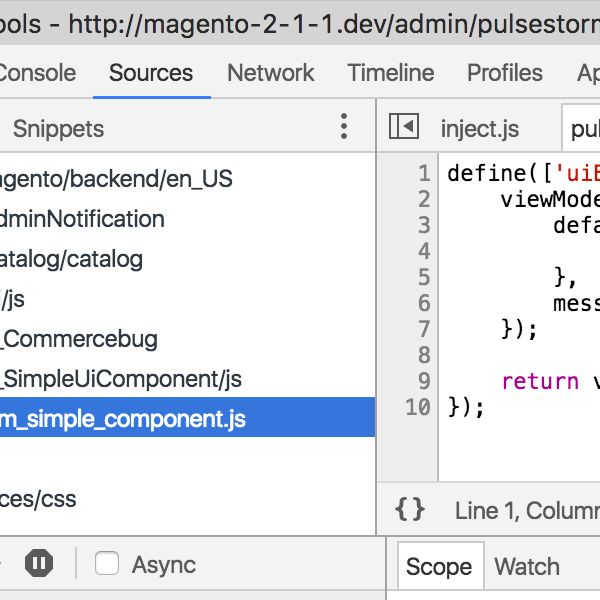 ools - http://magento-2-1-1.dev/admin/pulsestorm
Console Sources Network Timeline Profiles Ap
Snippets
inject.js
pul
agento/backend/en_US
dminNotification
atalog/catalog
i/js
_Commercebug
_SimpleUiComponent/js
m_simple_component.js
ces/css
1 define(['uiE
2 viewMode
3 defa
4
5 },
6 mess
7 });
8
9 return v
10 });
{} Line 1, Column
Async
Scope Watch